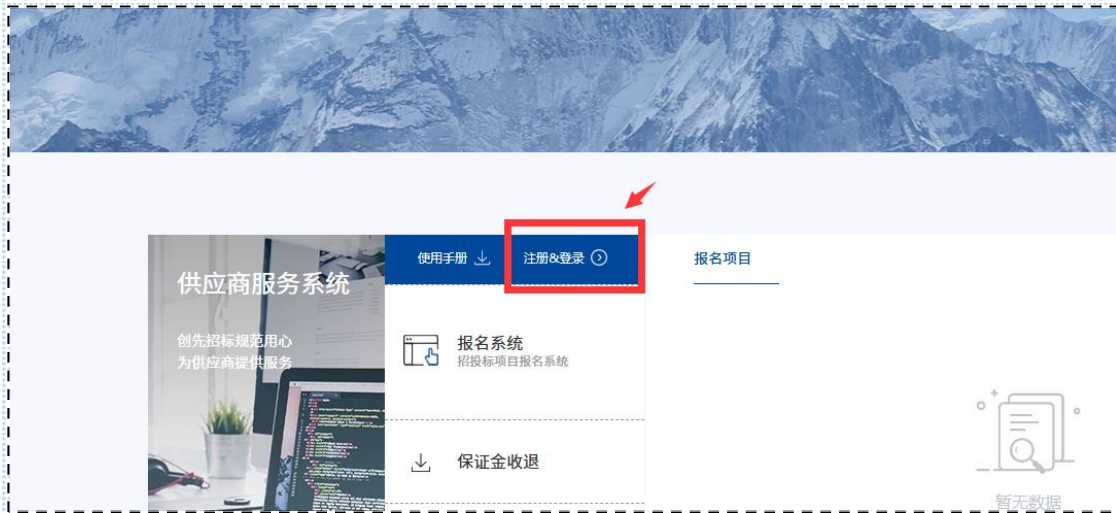 供应商服务系统
创先招标规范用心
为供应商提供服务
使用手册
注册&登录
报名系统
招投标项目报名系统
保证金收退
报名项目
暂无数据